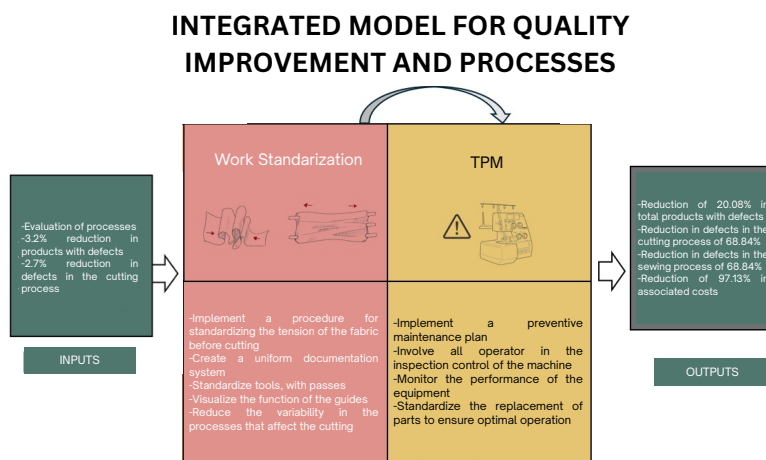 INTEGRATED MODEL FOR QUALITY
IMPROVEMENT AND PROCESSES
-Evaluation of processes
-3.2% reduction in
products with defects
-2.7% reduction in
defects in the cutting
process
INPUTS
Work Standarization
-Implement a procedure for
standardizing the tension of the fabric
before cutting
-Create a uniform documentation
system
-Standardize tools, with passes
-Visualize the function of the guides
-Reduce the variability in the
processes that affect the cutting
TPM
-Implement a preventive
maintenance plan
-Involve all operator in the
inspection control of the machine
-Monitor the performance of the
equipment
-Standardize the replacement of
parts to ensure optimal operation
-Reduction of 20.08% in
total products with defects
-Reduction in defects in the
cutting process of 68.84%
-Reduction in defects in the
sewing process of 68.84%
-Reduction of 97.13% in
associated costs
OUTPUTS